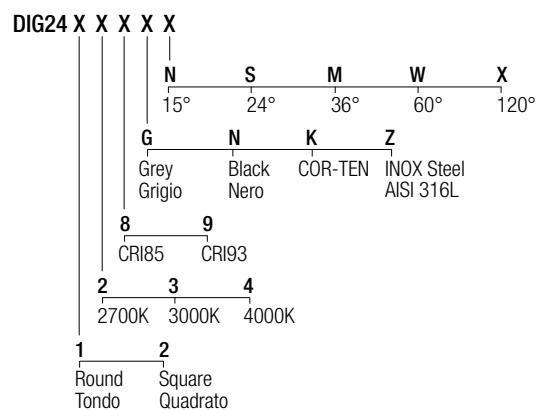 DIG24 X X X X X
N S M W X
15° 24° 36° 60° 120°
G N K Z
Grey Black COR-TEN INOX Steel
Grigio Nero AISI 316L
8 9
CRI85 CRI93
2 3 4
2700K 3000K 4000K
1 2
Round Square
Tondo Quadrato